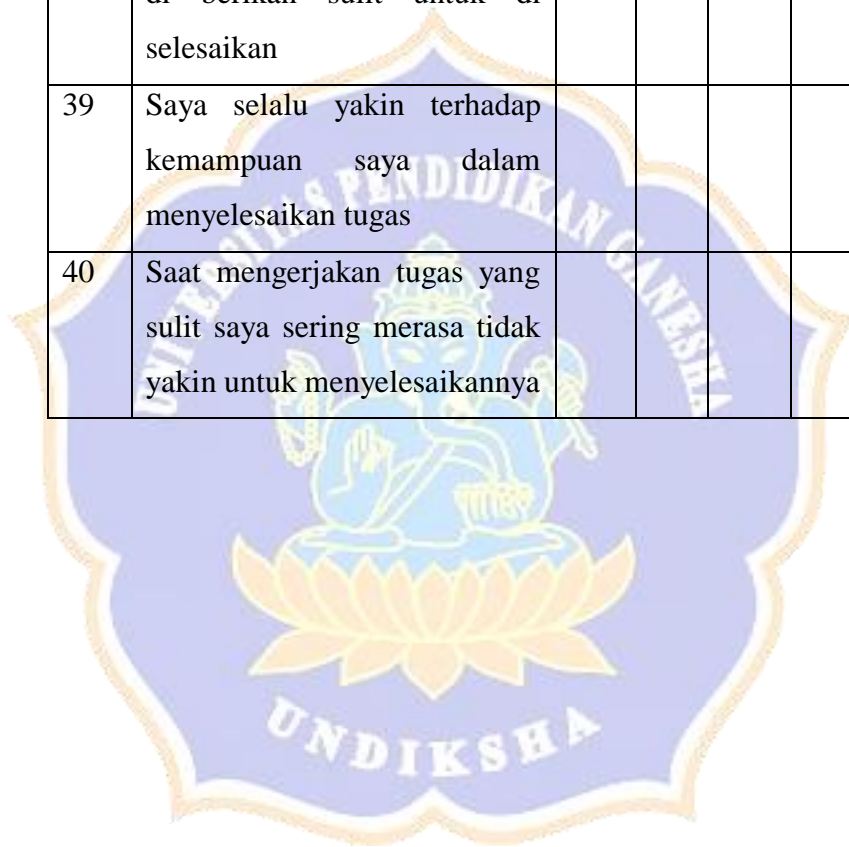 di berikan sulit untuk di
selesaikan
39 Saya selalu yakin terhadap
kemampuan saya dalam
menyelesaikan tugas
40 Saat mengerjakan tugas yang
sulit saya sering merasa tidak
yakin untuk menyelesaikannya
UNIVERSITAS PENDIDIKAN GANESHA
UNDIKSHA